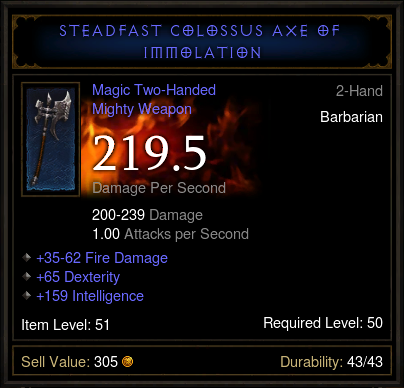 STEADFAST COLOSSUS AXE OF
IMMOLATION
Magic Two-Handed
2-Hand
Mighty Weapon
Barbarian
219.5
Damage Per Second
200-239 Damage
1.00 Attacks per Second
+35-62 Fire Damage
+65 Dexterity
+159 Intelligence
Item Level: 51
Required Level: 50
Sell Value: 305
Durability: 43/43